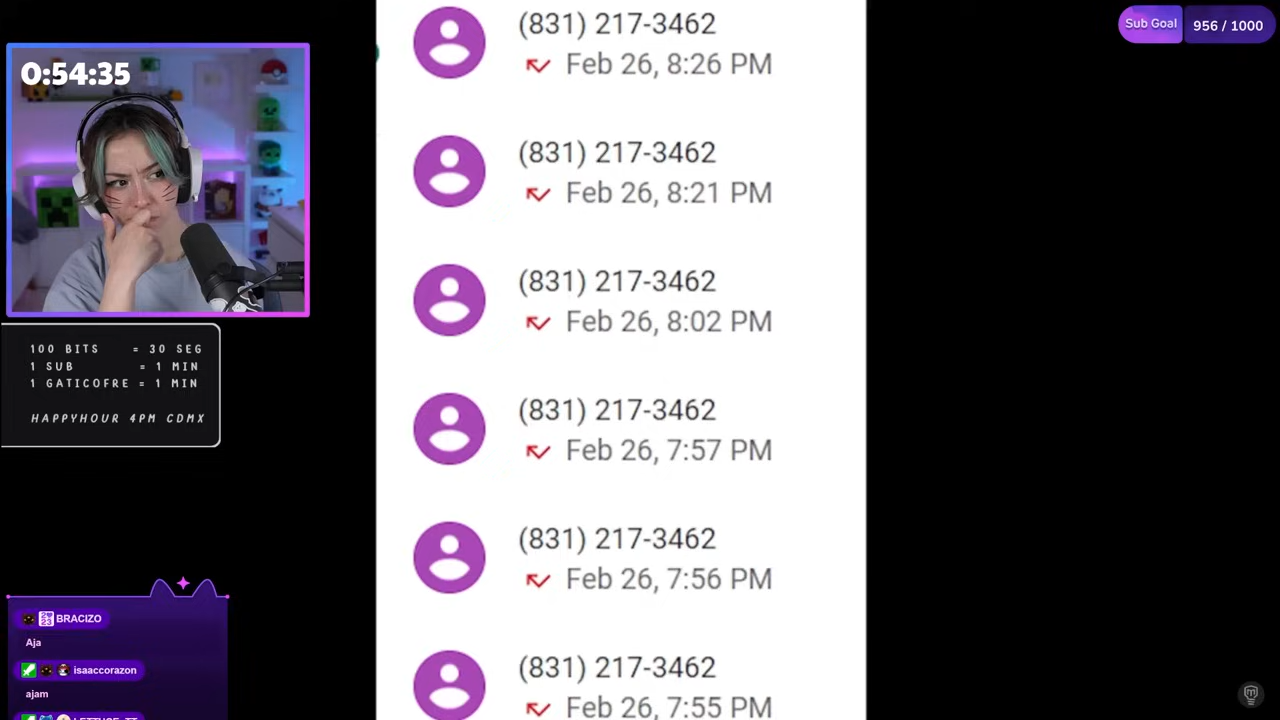 Sub Goal
956 / 1000
0:54:35
(831) 217-3462
Feb 26, 8:26 PM
(831) 217-3462
Feb 26, 8:21 PM
(831) 217-3462
Feb 26, 8:02 PM
(831) 217-3462
Feb 26, 7:57 PM
(831) 217-3462
Feb 26, 7:56 PM
(831) 217-3462
Feb 26, 7:55 PM
100 BITS = 30 SEG
1 SUB = 1 MIN
1 GATICOFRE = 1 MIN
HAPPYHOUR 4PM CDMX
BRACIZO
Aja
isaaccorazon
ajam